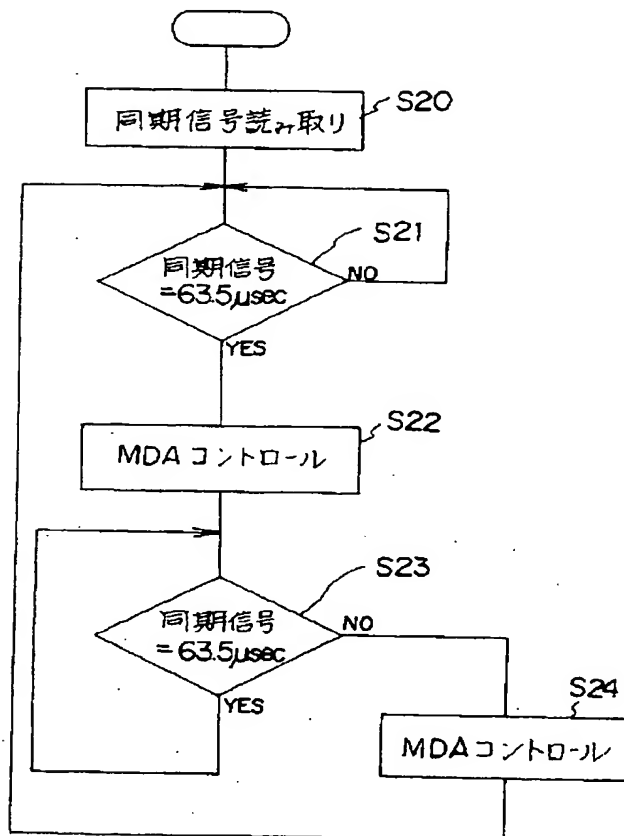 同期信号読み取り
S20
同期信号
=63.5μsec
S21
NO
YES
MDAコントロール
S22
同期信号
=63.5μsec
S23
NO
YES
MDAコントロール
S24